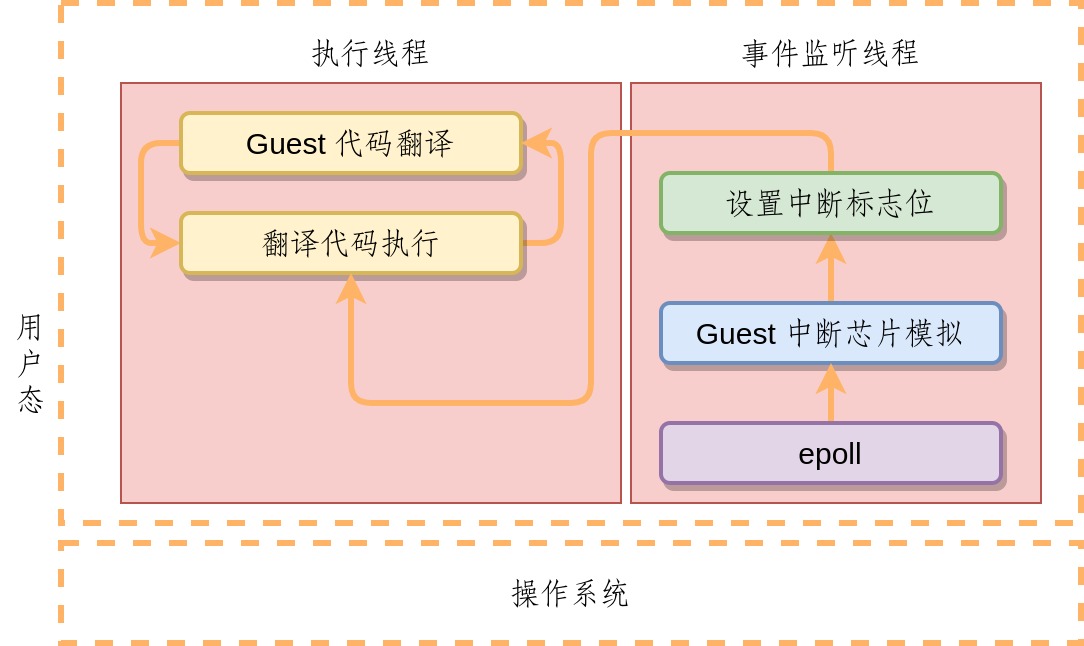 执行线程
事件监听线程
Guest 代码翻译
翻译代码执行
设置中断标志位
Guest 中断芯片模拟
epoll
用户态
操作系统